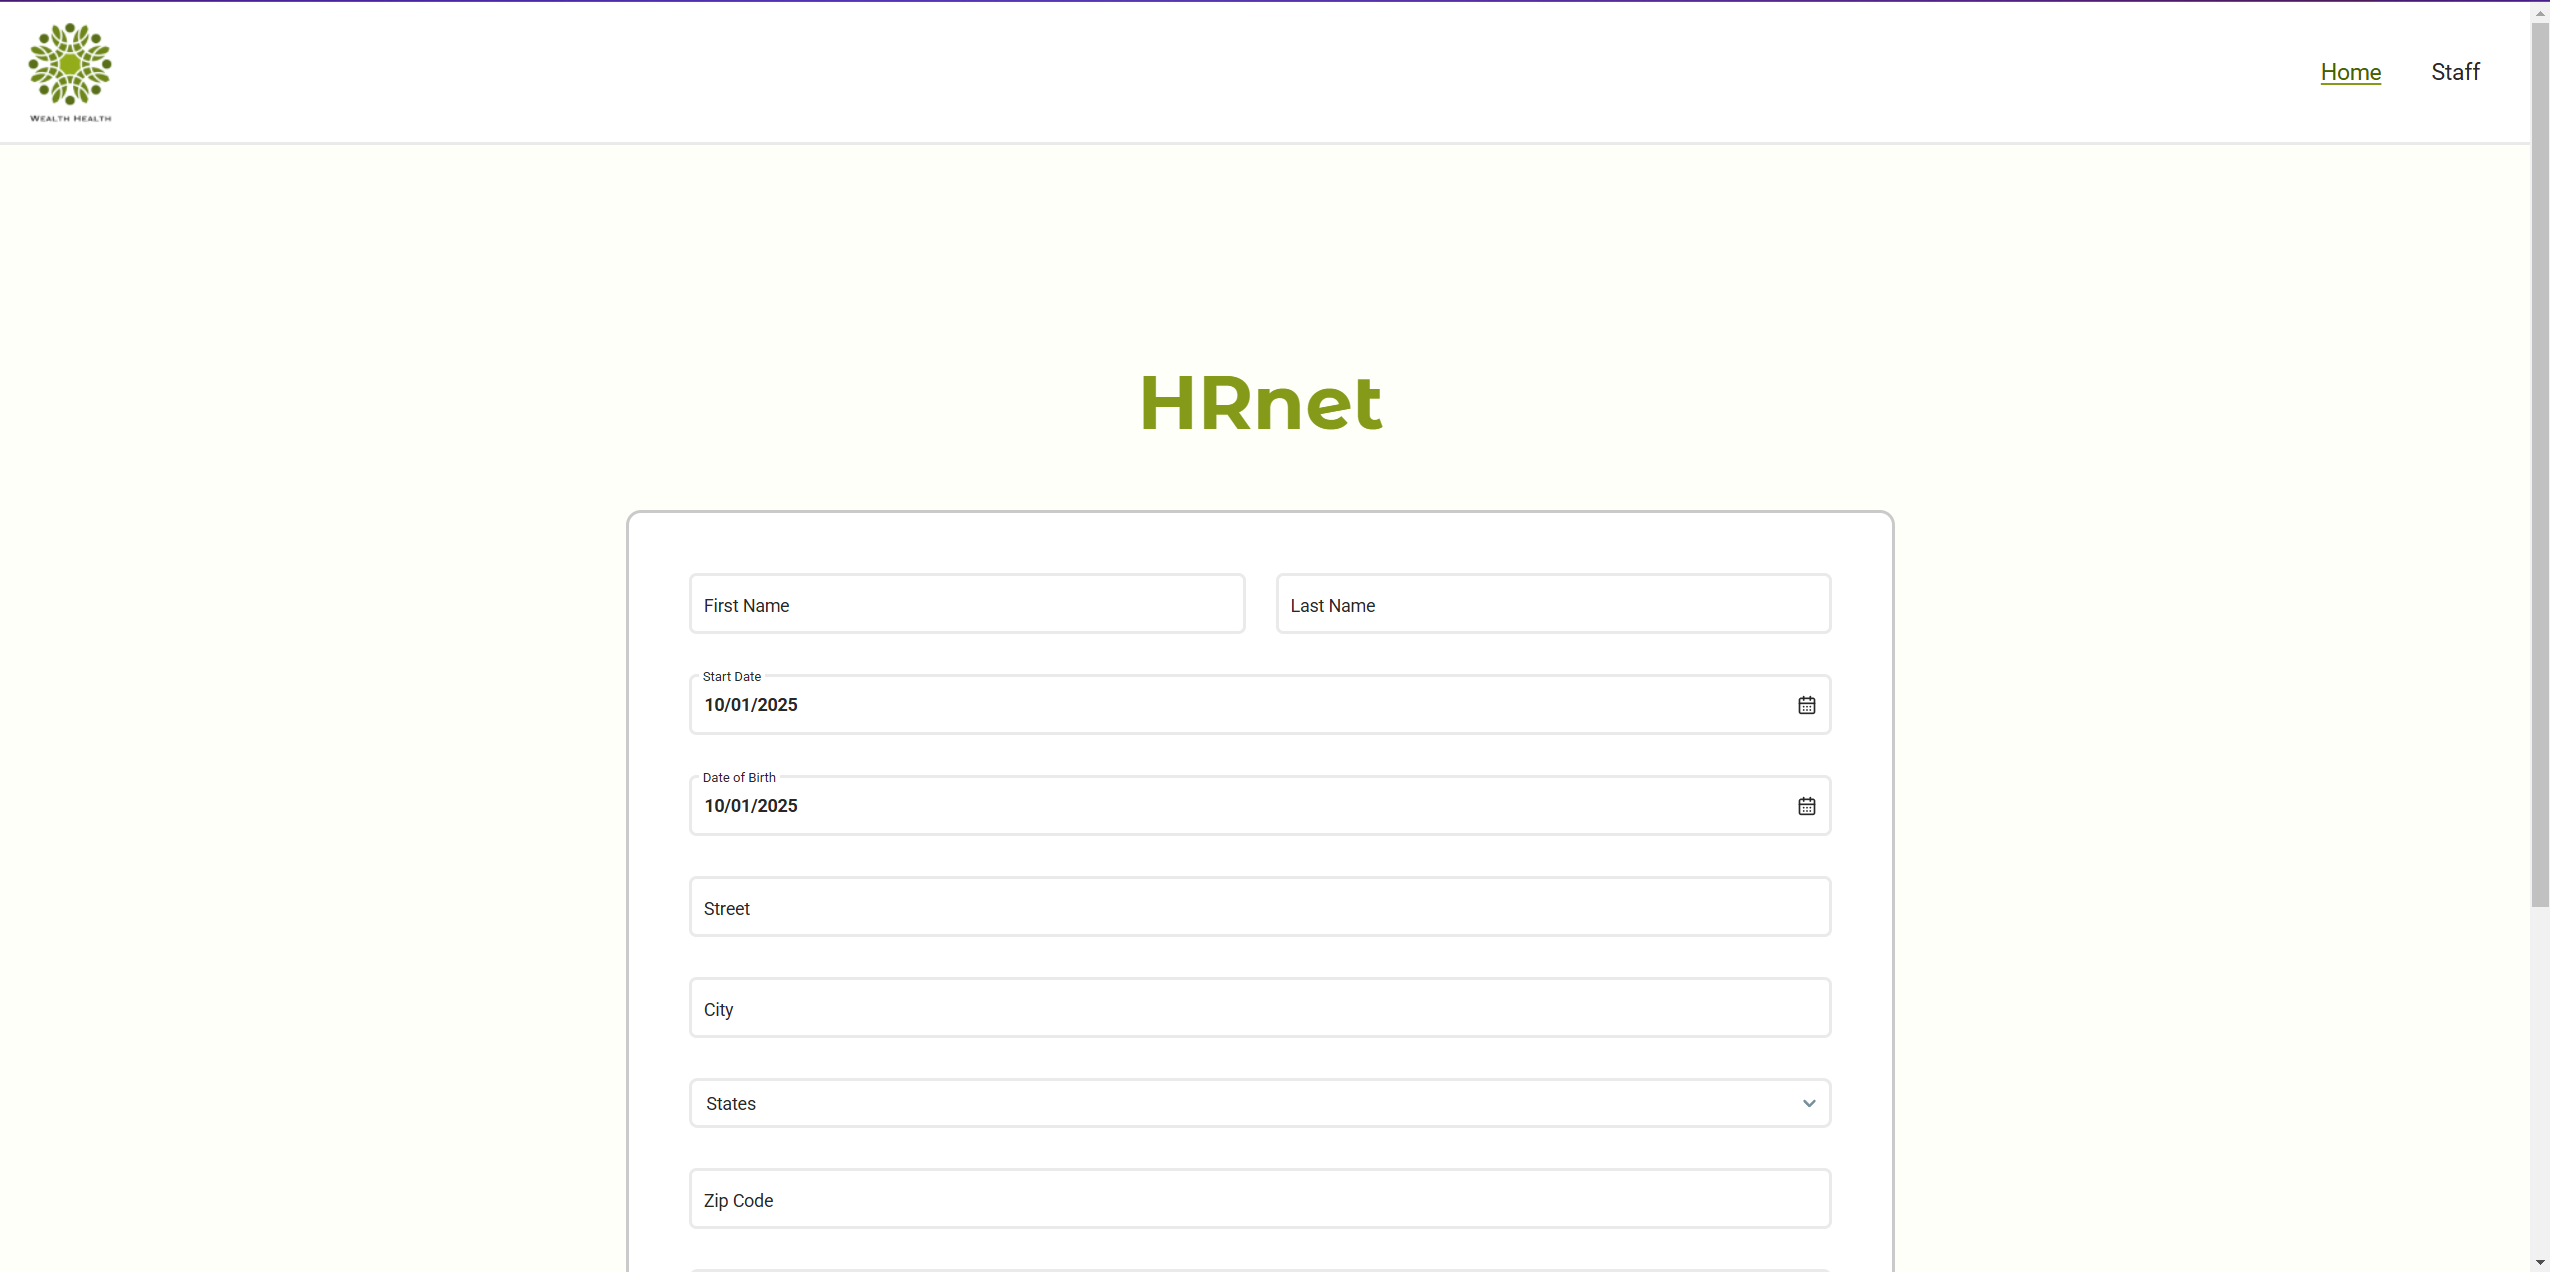 WEALTH HEALTH
Home
Staff
HRnet
First Name
Last Name
Start Date
10/01/2025
Date of Birth
10/01/2025
Street
City
States
Zip Code